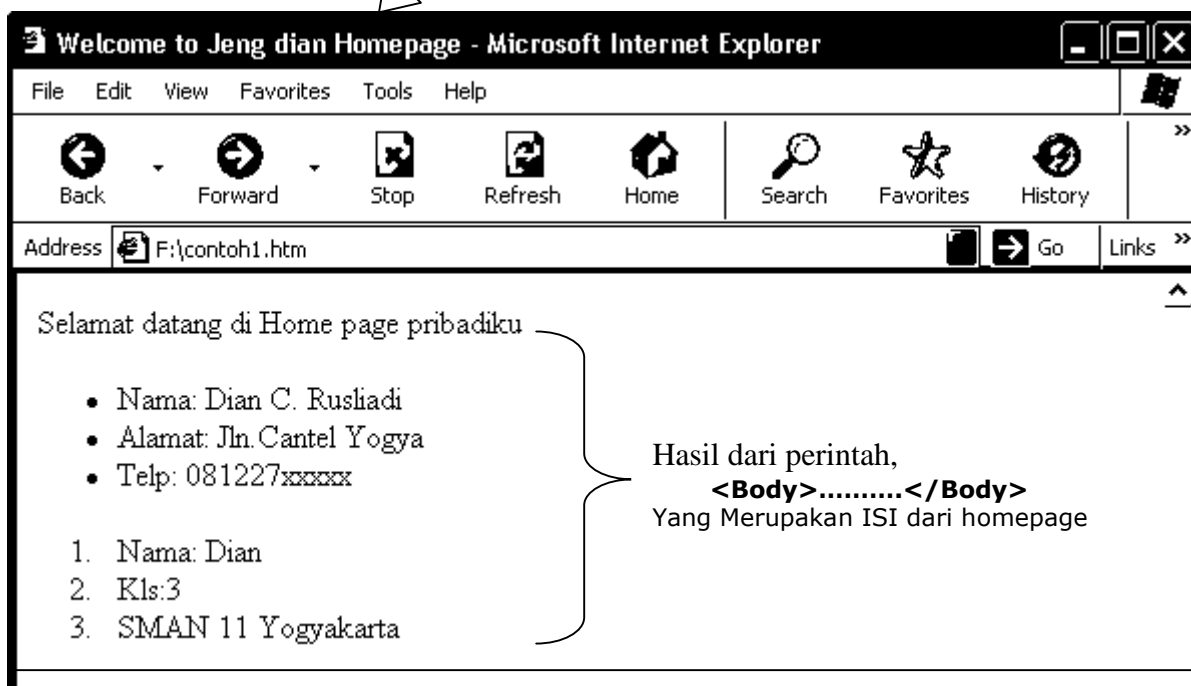 Welcome to Jeng dian Homepage - Microsoft Internet Explorer
File Edit View Favorites Tools Help
Back Forward Stop Refresh Home Search Favorites History »
Address F:\contoh1.htm Go Links »
Selamat datang di Home page pribadiku
• Nama: Dian C. Rusliadi
• Alamat: Jln.Cantel Yogya
• Telp: 081227xxxxx
1. Nama: Dian
2. Kls:3
3. SMAN 11 Yogyakarta
Hasil dari perintah,
<Body>..........</Body>
Yang Merupakan ISI dari homepage